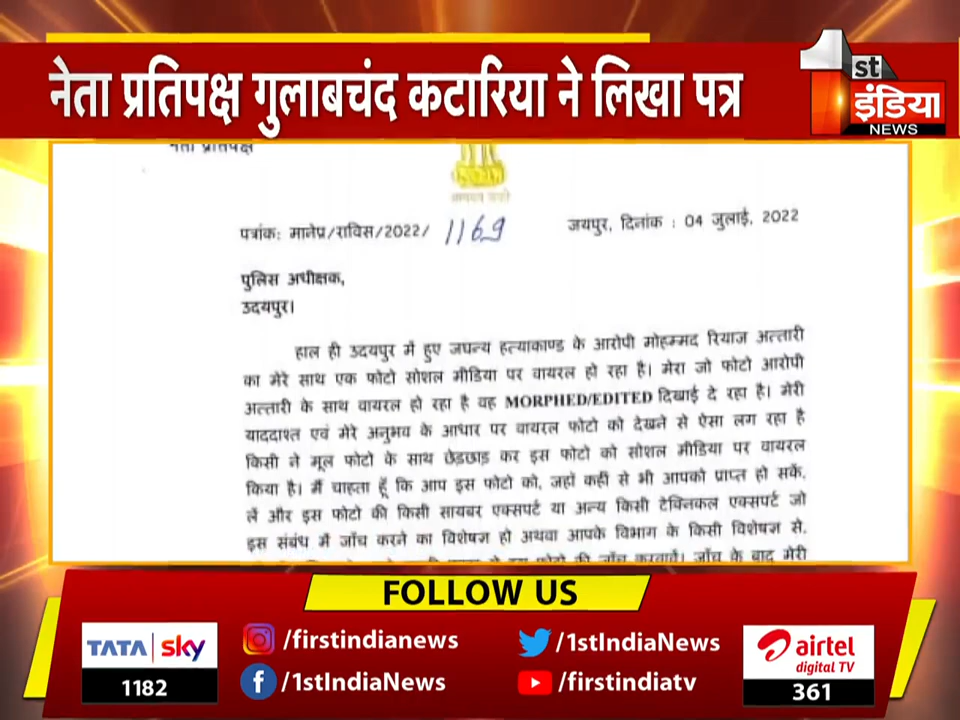 नेता प्रतिपक्ष गुलाबचंद कटारिया ने लिखा पत्र
1st
इंडिया
NEWS
नेता प्रतिपक्ष
पत्रांक: मानेप्र/राविस/2022/ 1169
जयपुर, दिनांक : 04 जुलाई, 2022
पुलिस अधीक्षक,
उदयपुर।
हाल ही उदयपुर में हुए जघन्य हत्याकाण्ड के आरोपी मोहम्मद रियाज अत्तारी
का मेरे साथ एक फोटो सोशल मीडिया पर वायरल हो रहा है। मेरा जो फोटो आरोपी
अत्तारी के साथ वायरल हो रहा है वह MORPHED/EDITED दिखाई दे रहा है। मेरी
याददाश्त एवं मेरे अनुभव के आधार पर वायरल फोटो को देखने से ऐसा लग रहा है
किसी ने मूल फोटो के साथ छेडछाड़ कर इस फोटो को सोशल मीडिया पर वायरल
किया है। मैं चाहता हूँ कि आप इस फोटो को, जहाँ कहीं से भी आपको प्राप्त हो सकें,
लें और इस फोटो की किसी सायबर एक्सपर्ट या अन्य किसी टेक्निकल एक्सपर्ट जो
इस संबंध में जाँच करने का विशेषज्ञ हो अथवा आपके विभाग के किसी विशेषज्ञ से,
इस फोटो की जाँच करवायें। जाँच के बाद मेरी
FOLLOW US
TATA sky
1182
/firstindianews
/1stIndiaNews
/1stIndiaNews
/firstindiatv
airtel
digital TV
361